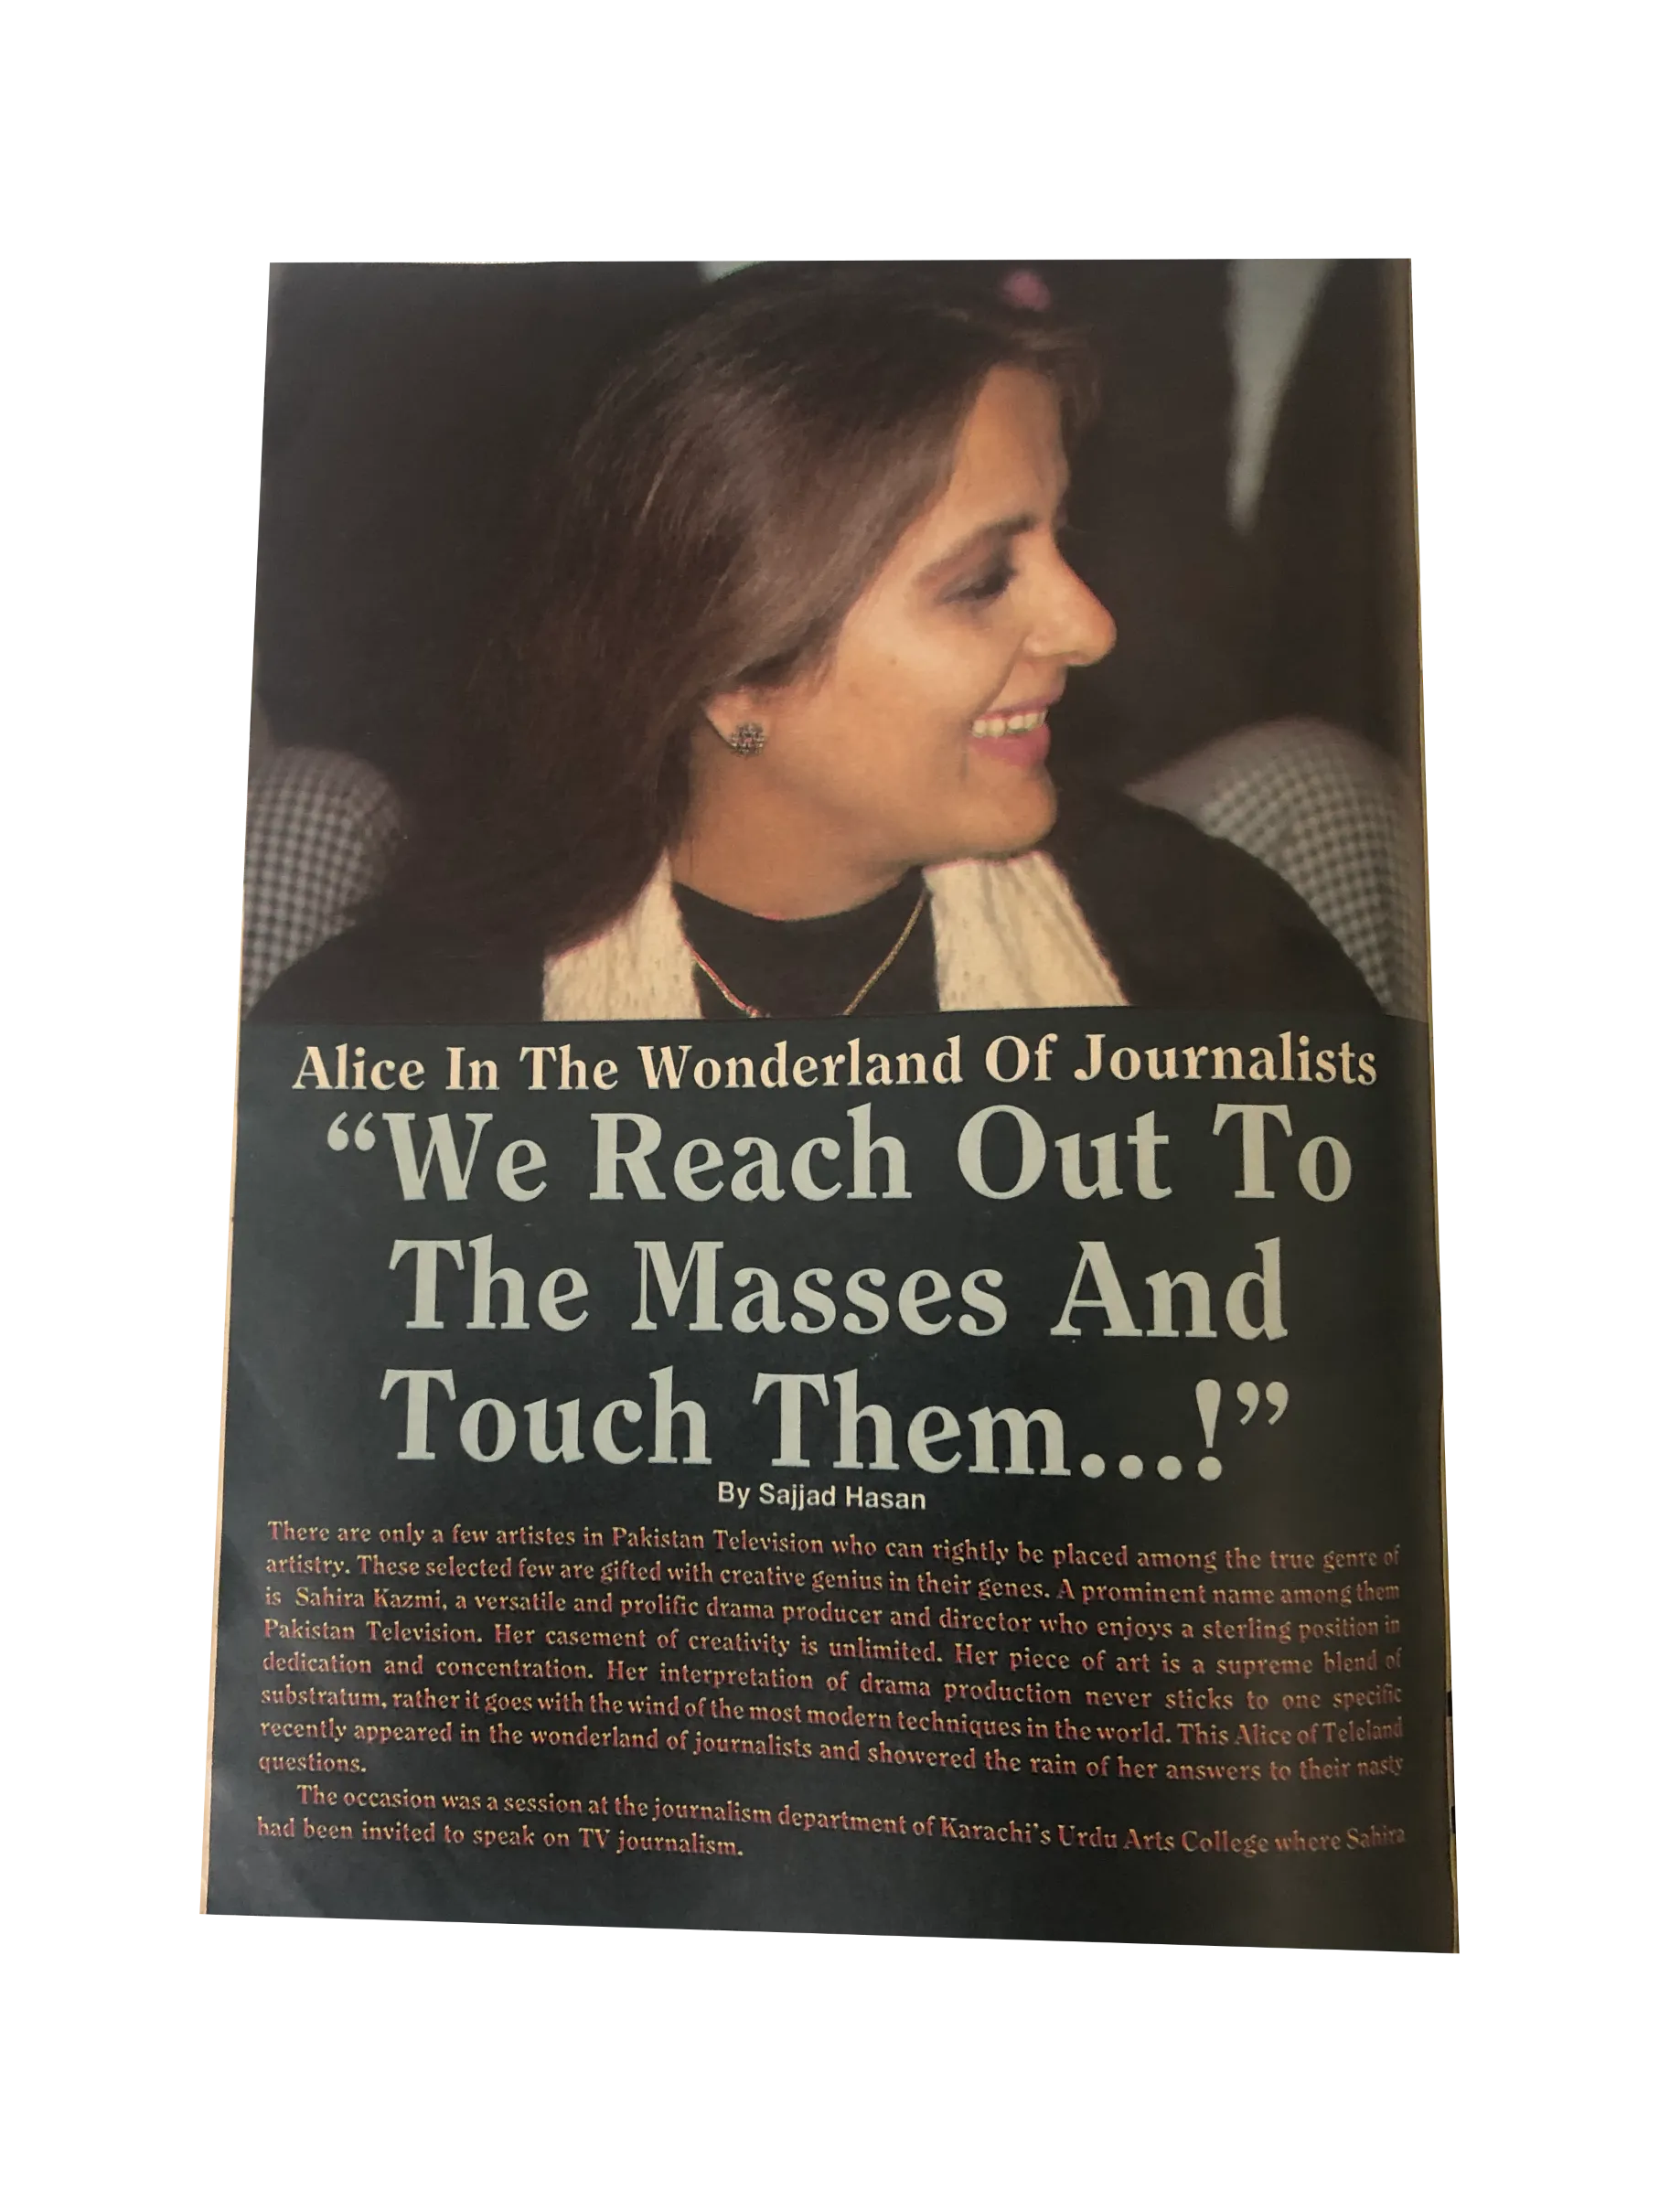 Alice In The Wonderland Of Journalists
“We Reach Out To
The Masses And
Touch Them...!”
By Sajjad Hasan
There are only a few artistes in Pakistan Television who can rightly be placed among the true genre of
artistry. These selected few are gifted with creative genius in their genes. A prominent name among them
is Sahira Kazmi, a versatile and prolific drama producer and director who enjoys a sterling position in
Pakistan Television. Her casement of creativity is unlimited. Her piece of art is a supreme blend of
dedication and concentration. Her interpretation of drama production never sticks to one specific
substratum, rather it goes with the wind of the most modern techniques in the world. This Alice of Teleland
recently appeared in the wonderland of journalists and showered the rain of her answers to their nasty
questions.
The occasion was a session at the journalism department of Karachi’s Urdu Arts College where Sahira
had been invited to speak on TV journalism.